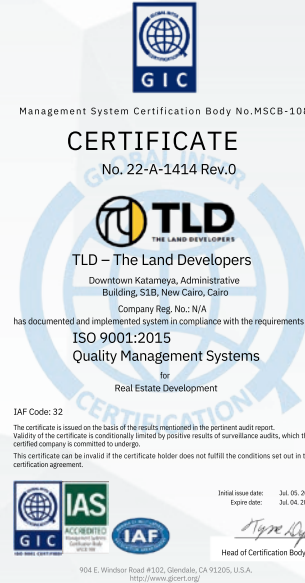 GIC
Management System Certification Body No.MSCB-108
CERTIFICATE
No. 22-A-1414 Rev.0
GLOBAL INTER
TLD
THE LAND DEVELOPERS
TLD – The Land Developers
Downtown Katameya, Administrative
Building, S1B, New Cairo, Cairo
Company Reg. No.: N/A
has documented and implemented system in compliance with the requirements
ISO 9001:2015
Quality Management Systems
for
Real Estate Development
CERTIFICATION
IAF Code: 32
The certificate is issued on the basis of the results mentioned in the pertinent audit report.
Validity of the certificate is conditionally limited by positive results of surveillance audits, which th
certified company is committed to undergo.
This certificate can be invalid if the certificate holder does not fulfill the conditions set out in t
certification agreement.
Initial issue date: Jul. 05. 20
Expire date: Jul. 04. 20
GIC
IAS
ACCREDITED
Management Systems
Certification Body
IAF
Head of Certification Body
904 E. Windsor Road #102, Glendale, CA 91205, U.S.A.
http://www.gicert.org/